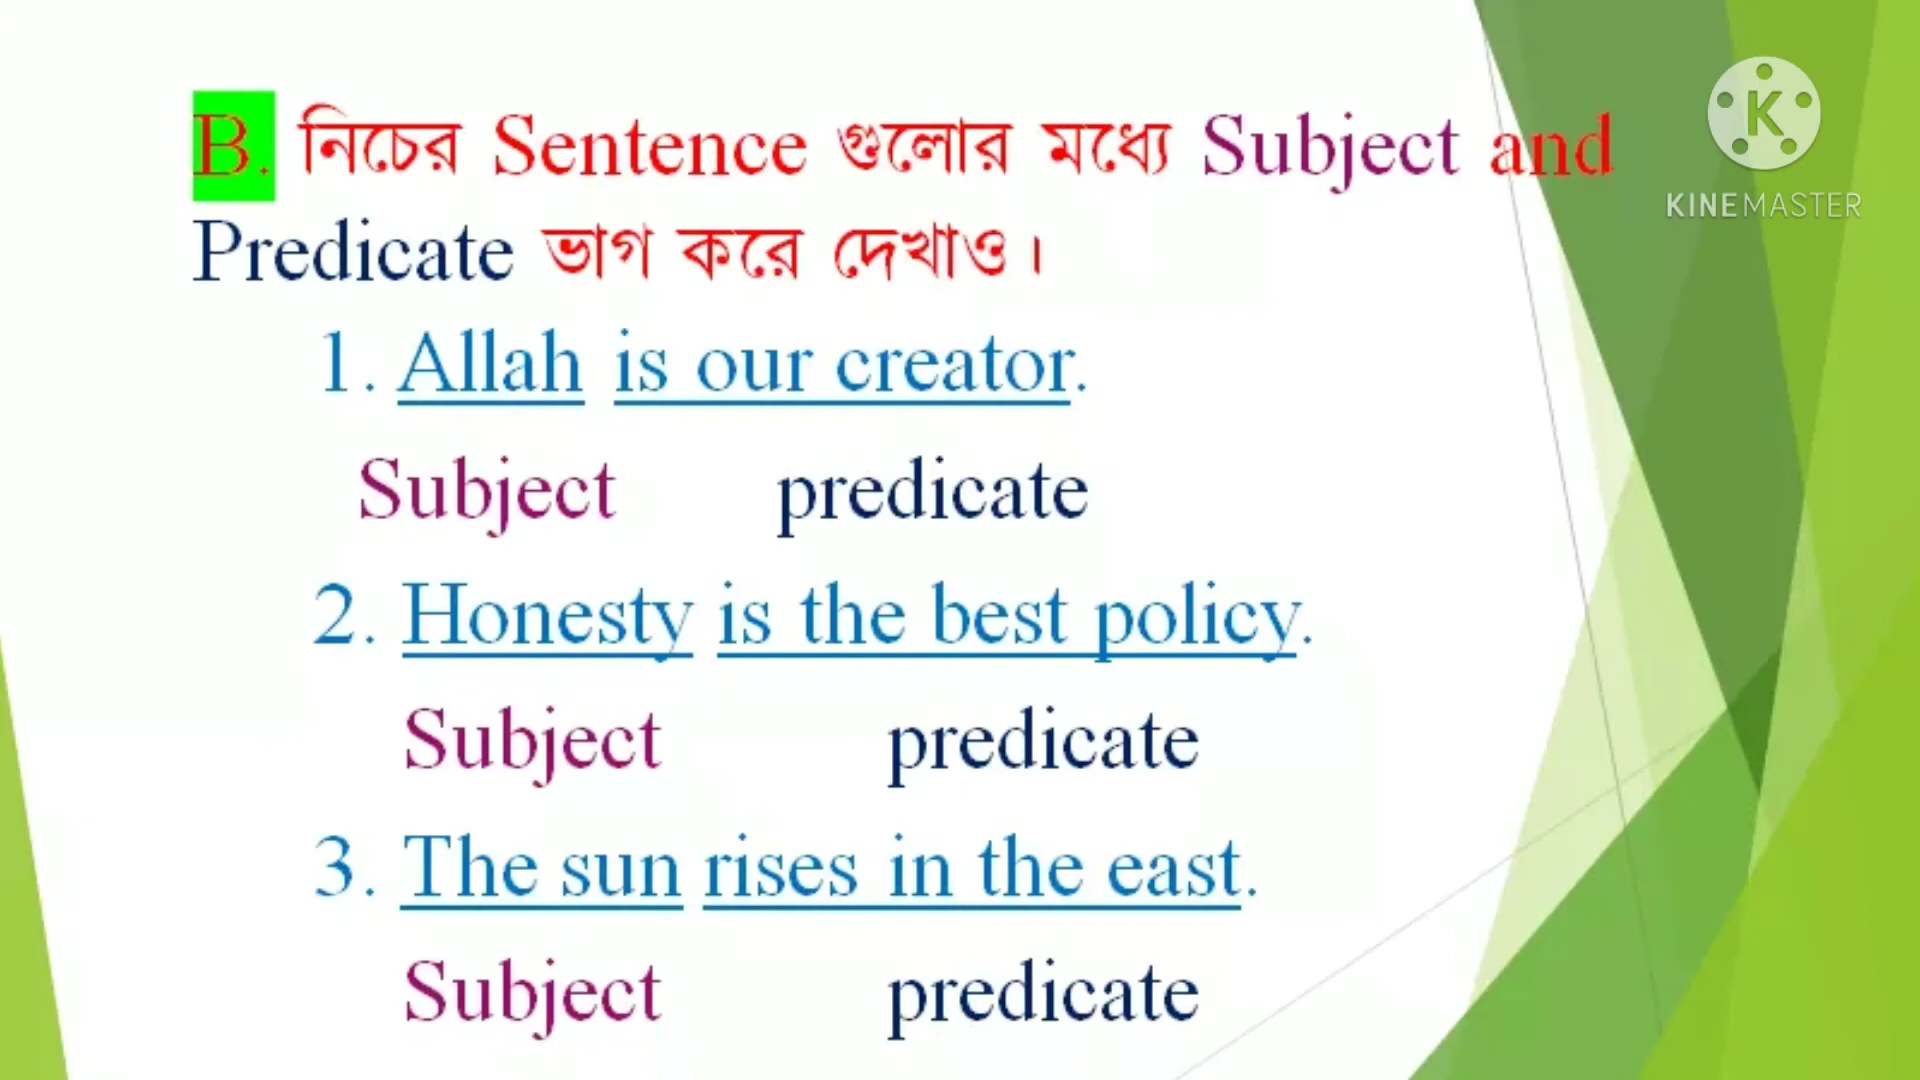 B. নিচের Sentence গুলোর মধ্যে Subject and
Predicate ভাগ করে দেখাও।
1. Allah is our creator.
Subject predicate
2. Honesty is the best policy.
Subject predicate
3. The sun rises in the east.
Subject predicate
K
KINEMASTER